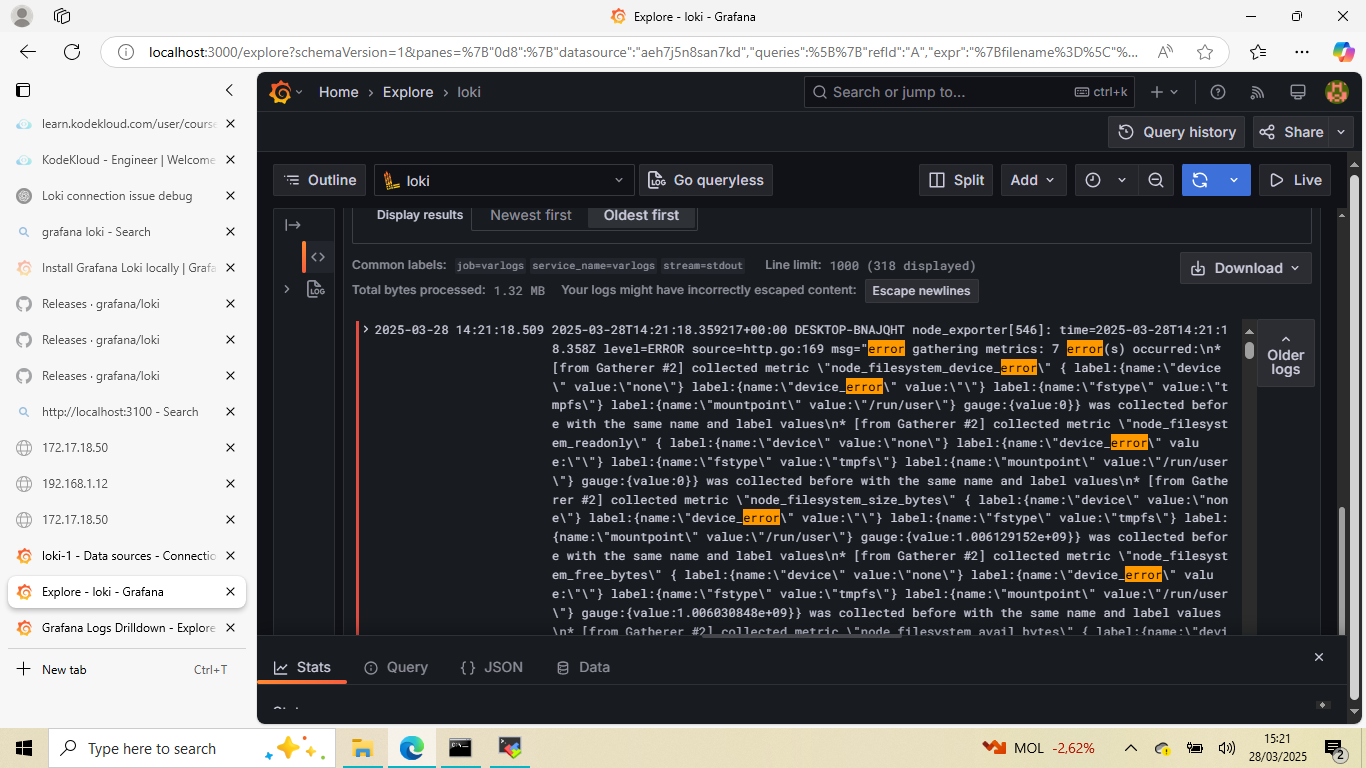 Explore - loki - Grafana
localhost:3000/explore?schemaVersion=1&panes=%7B"0d8":%7B"datasource":"aeh7j5n8san7kd","queries":%5B%7B"refId":"A","expr":"%7Bfilename%3D%5C"%...
learn.kodekloud.com/user/course
KodeKloud - Engineer | Welcome
Loki connection issue debug
grafana loki - Search
Install Grafana Loki locally | Grafa
Releases · grafana/loki
Releases · grafana/loki
Releases · grafana/loki
http://localhost:3100 - Search
172.17.18.50
192.168.1.12
172.17.18.50
loki-1 - Data sources - Connectio
Explore - loki - Grafana
Grafana Logs Drilldown - Explore
New tab Ctrl+T
Home › Explore › loki
Search or jump to... ctrl+k
Query history Share
Outline loki Go queryless Split Add Live
Display results Newest first Oldest first
Common labels: job=varlogs service_name=varlogs stream=stdout Line limit: 1000 (318 displayed)
Download
Total bytes processed: 1.32 MB Your logs might have incorrectly escaped content: Escape newlines
2025-03-28 14:21:18.509 2025-03-28T14:21:18.359217+00:00 DESKTOP-BNAJQHT node_exporter[546]: time=2025-03-28T14:21:1
8.358Z level=ERROR source=http.go:169 msg="error gathering metrics: 7 error(s) occurred:\n*
[from Gatherer #2] collected metric \"node_filesystem_device_error\" { label:{name:\"device
\" value:\"none\"} label:{name:\"device_error\" value:\"\"} label:{name:\"fstype\" value:\"t
mpfs\"} label:{name:\"mountpoint\" value:\"/run/user\"} gauge:{value:0}} was collected befor
e with the same name and label values\n* [from Gatherer #2] collected metric \"node_filesyst
em_readonly\" { label:{name:\"device\" value:\"none\"} label:{name:\"device_error\" valu
e:\"\"} label:{name:\"fstype\" value:\"tmpfs\"} label:{name:\"mountpoint\" value:\"/run/user
\"} gauge:{value:0}} was collected before with the same name and label values\n* [from Gathe
rer #2] collected metric \"node_filesystem_size_bytes\" { label:{name:\"device\" value:\"non
e\"} label:{name:\"device_error\" value:\"\"} label:{name:\"fstype\" value:\"tmpfs\"} label:
{name:\"mountpoint\" value:\"/run/user\"} gauge:{value:1.006129152e+09}} was collected befor
e with the same name and label values\n* [from Gatherer #2] collected metric \"node_filesyst
em_free_bytes\" { label:{name:\"device\" value:\"none\"} label:{name:\"device_error\" valu
e:\"\"} label:{name:\"fstype\" value:\"tmpfs\"} label:{name:\"mountpoint\" value:\"/run/user
\"} gauge:{value:1.006030848e+09}} was collected before with the same name and label values
\n* [from Gatherer #2] collected metric \"node_filesystem_avail_bytes\" { label:{name:\"devi
Older
logs
Stats Query JSON Data
Type here to search
MOL -2,62%
15:21
28/03/2025
2